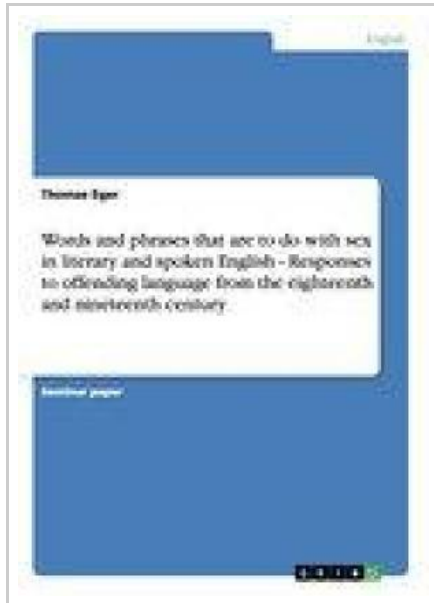 English
Thomas Eger
Words and phrases that are to do with sex
in literary and spoken English - Responses
to offending language from the eighteenth
and nineteenth century
Seminar paper
GRIN